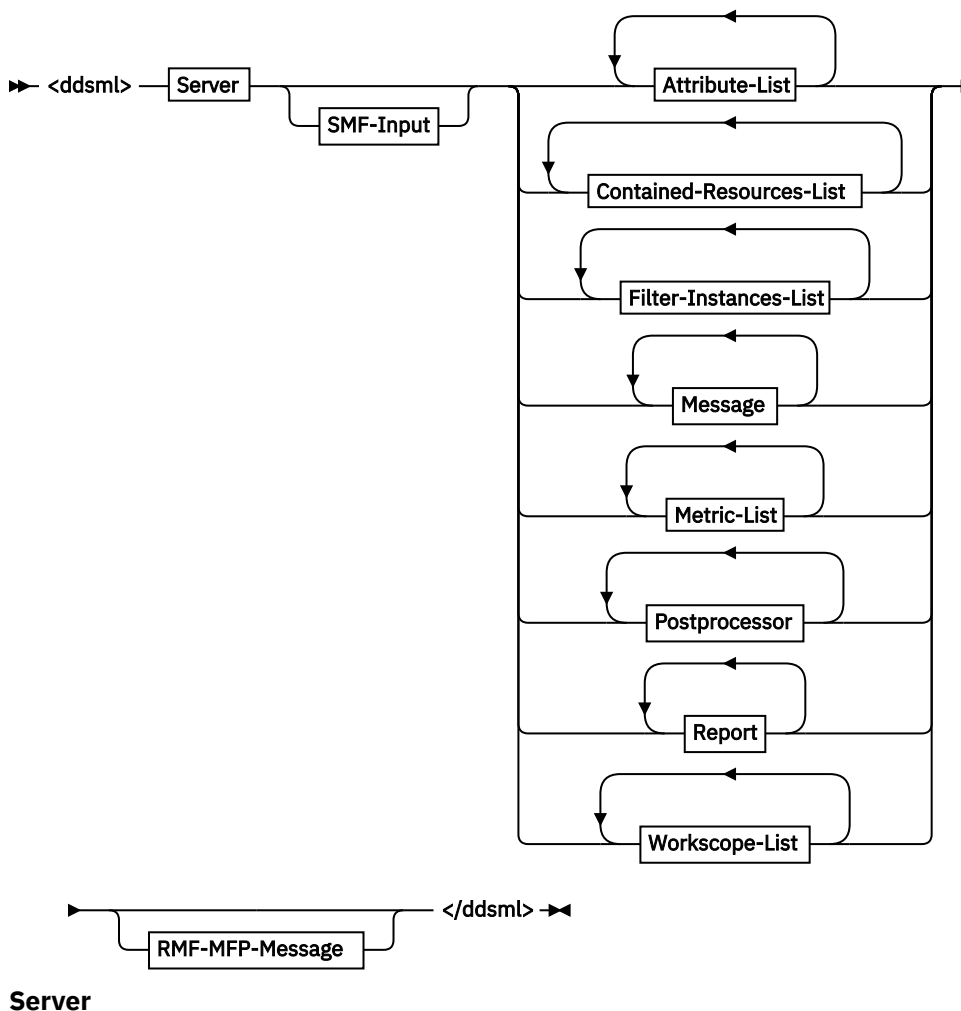 <ddsml> Server Attribute-List
SMF-Input
Contained-Resources-List
Filter-Instances-List
Message
Metric-List
Postprocessor
Report
Workscope-List
</ddsml>
RMF-MFP-Message
Server